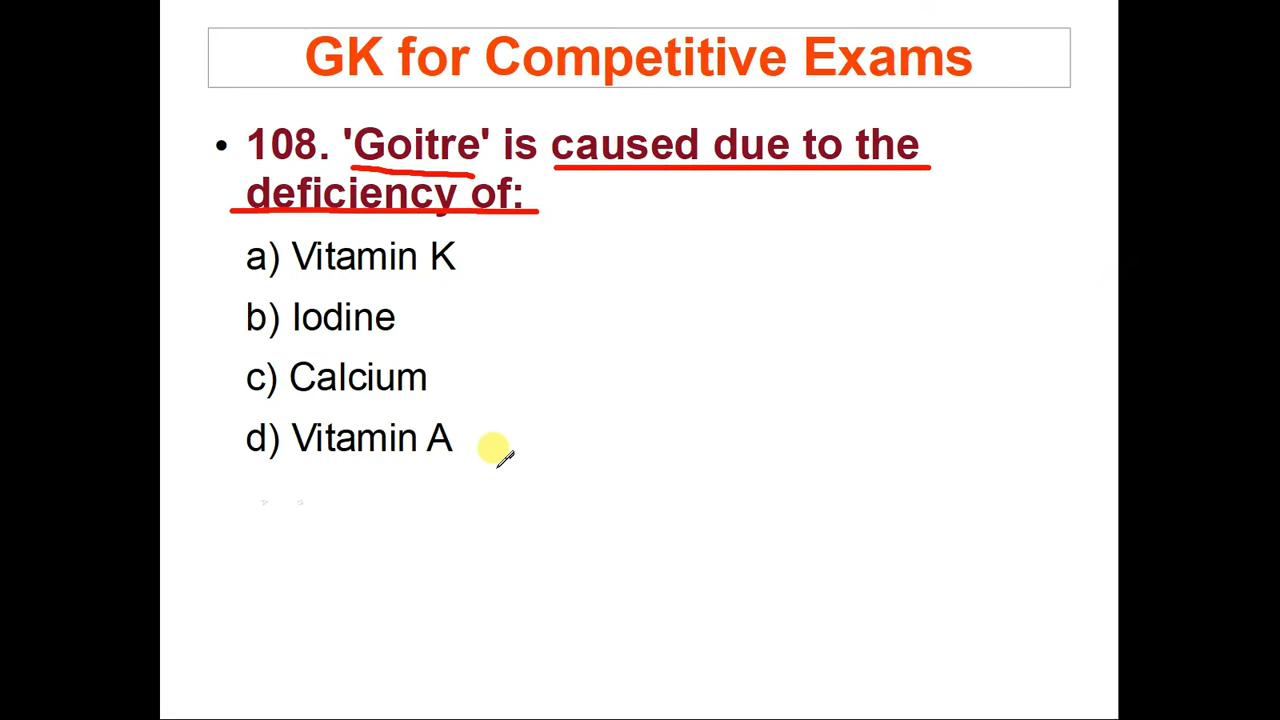 GK for Competitive Exams
• 108. 'Goitre' is caused due to the
deficiency of:
a) Vitamin K
b) Iodine
c) Calcium
d) Vitamin A